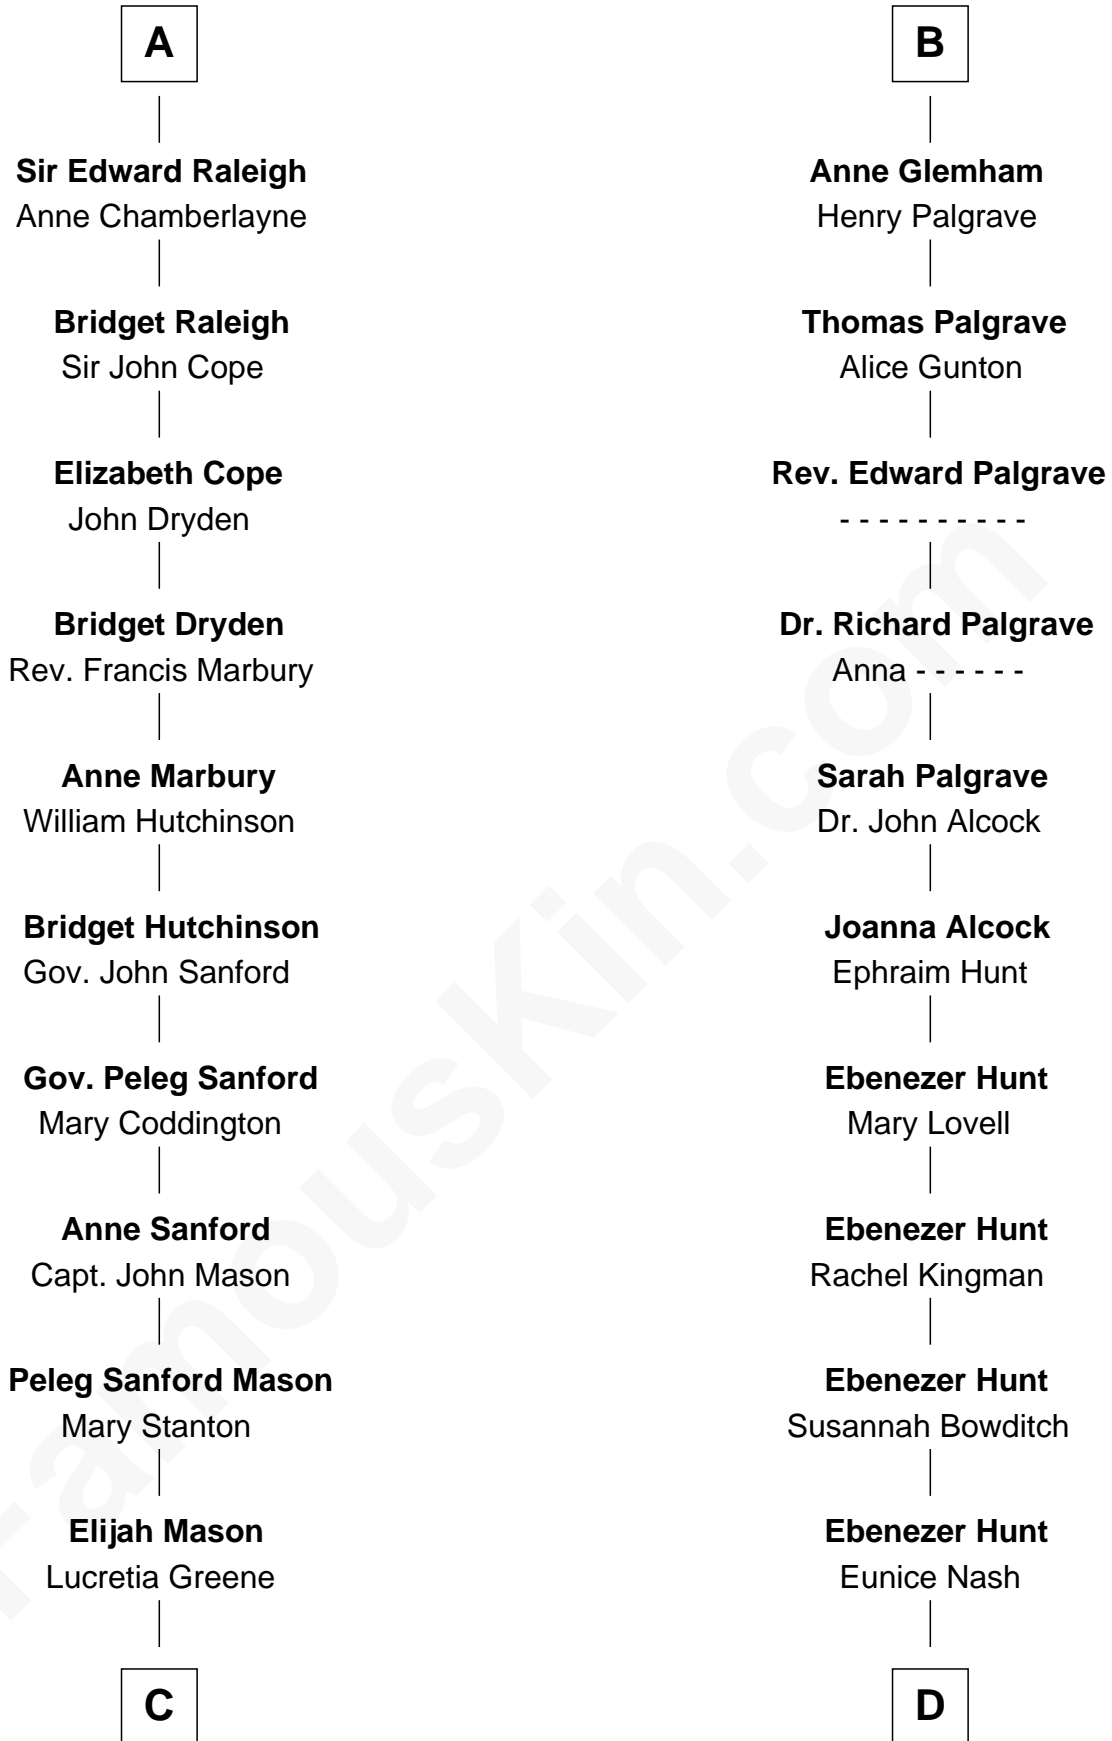 A
Sir Edward Raleigh
Anne Chamberlayne
Bridget Raleigh
Sir John Cope
Elizabeth Cope
John Dryden
Bridget Dryden
Rev. Francis Marbury
Anne Marbury
William Hutchinson
Bridget Hutchinson
Gov. John Sanford
Gov. Peleg Sanford
Mary Coddington
Anne Sanford
Capt. John Mason
Peleg Sanford Mason
Mary Stanton
Elijah Mason
Lucretia Greene
C
B
Anne Glemham
Henry Palgrave
Thomas Palgrave
Alice Gunton
Rev. Edward Palgrave
- - - - - - - - - -
Dr. Richard Palgrave
Anna - - - - - -
Sarah Palgrave
Dr. John Alcock
Joanna Alcock
Ephraim Hunt
Ebenezer Hunt
Mary Lovell
Ebenezer Hunt
Rachel Kingman
Ebenezer Hunt
Susannah Bowditch
Ebenezer Hunt
Eunice Nash
D
FamousKin.com